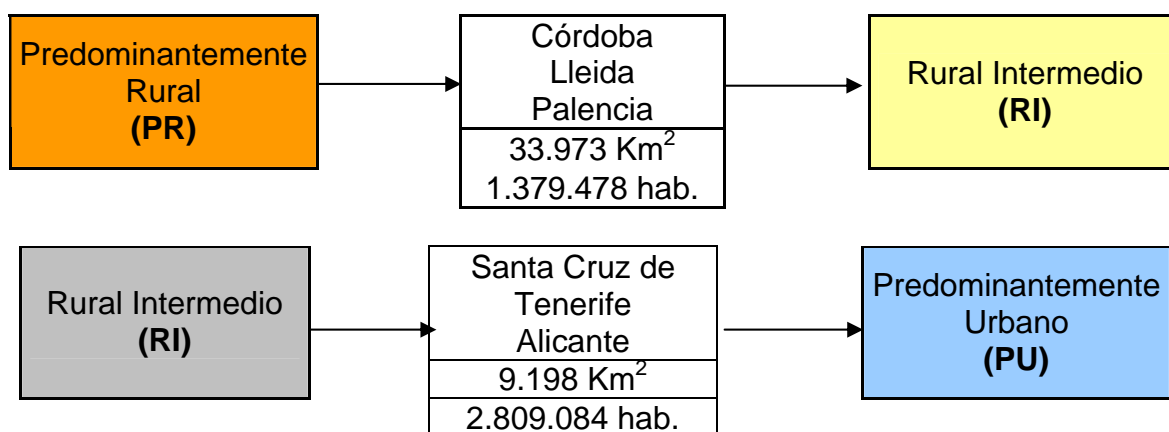 Predominantemente
Rural
(PR)
Córdoba
Lleida
Palencia
33.973 Km²
1.379.478 hab.
Rural Intermedio
(RI)
Rural Intermedio
(RI)
Santa Cruz de
Tenerife
Alicante
9.198 Km²
2.809.084 hab.
Predominantemente
Urbano
(PU)